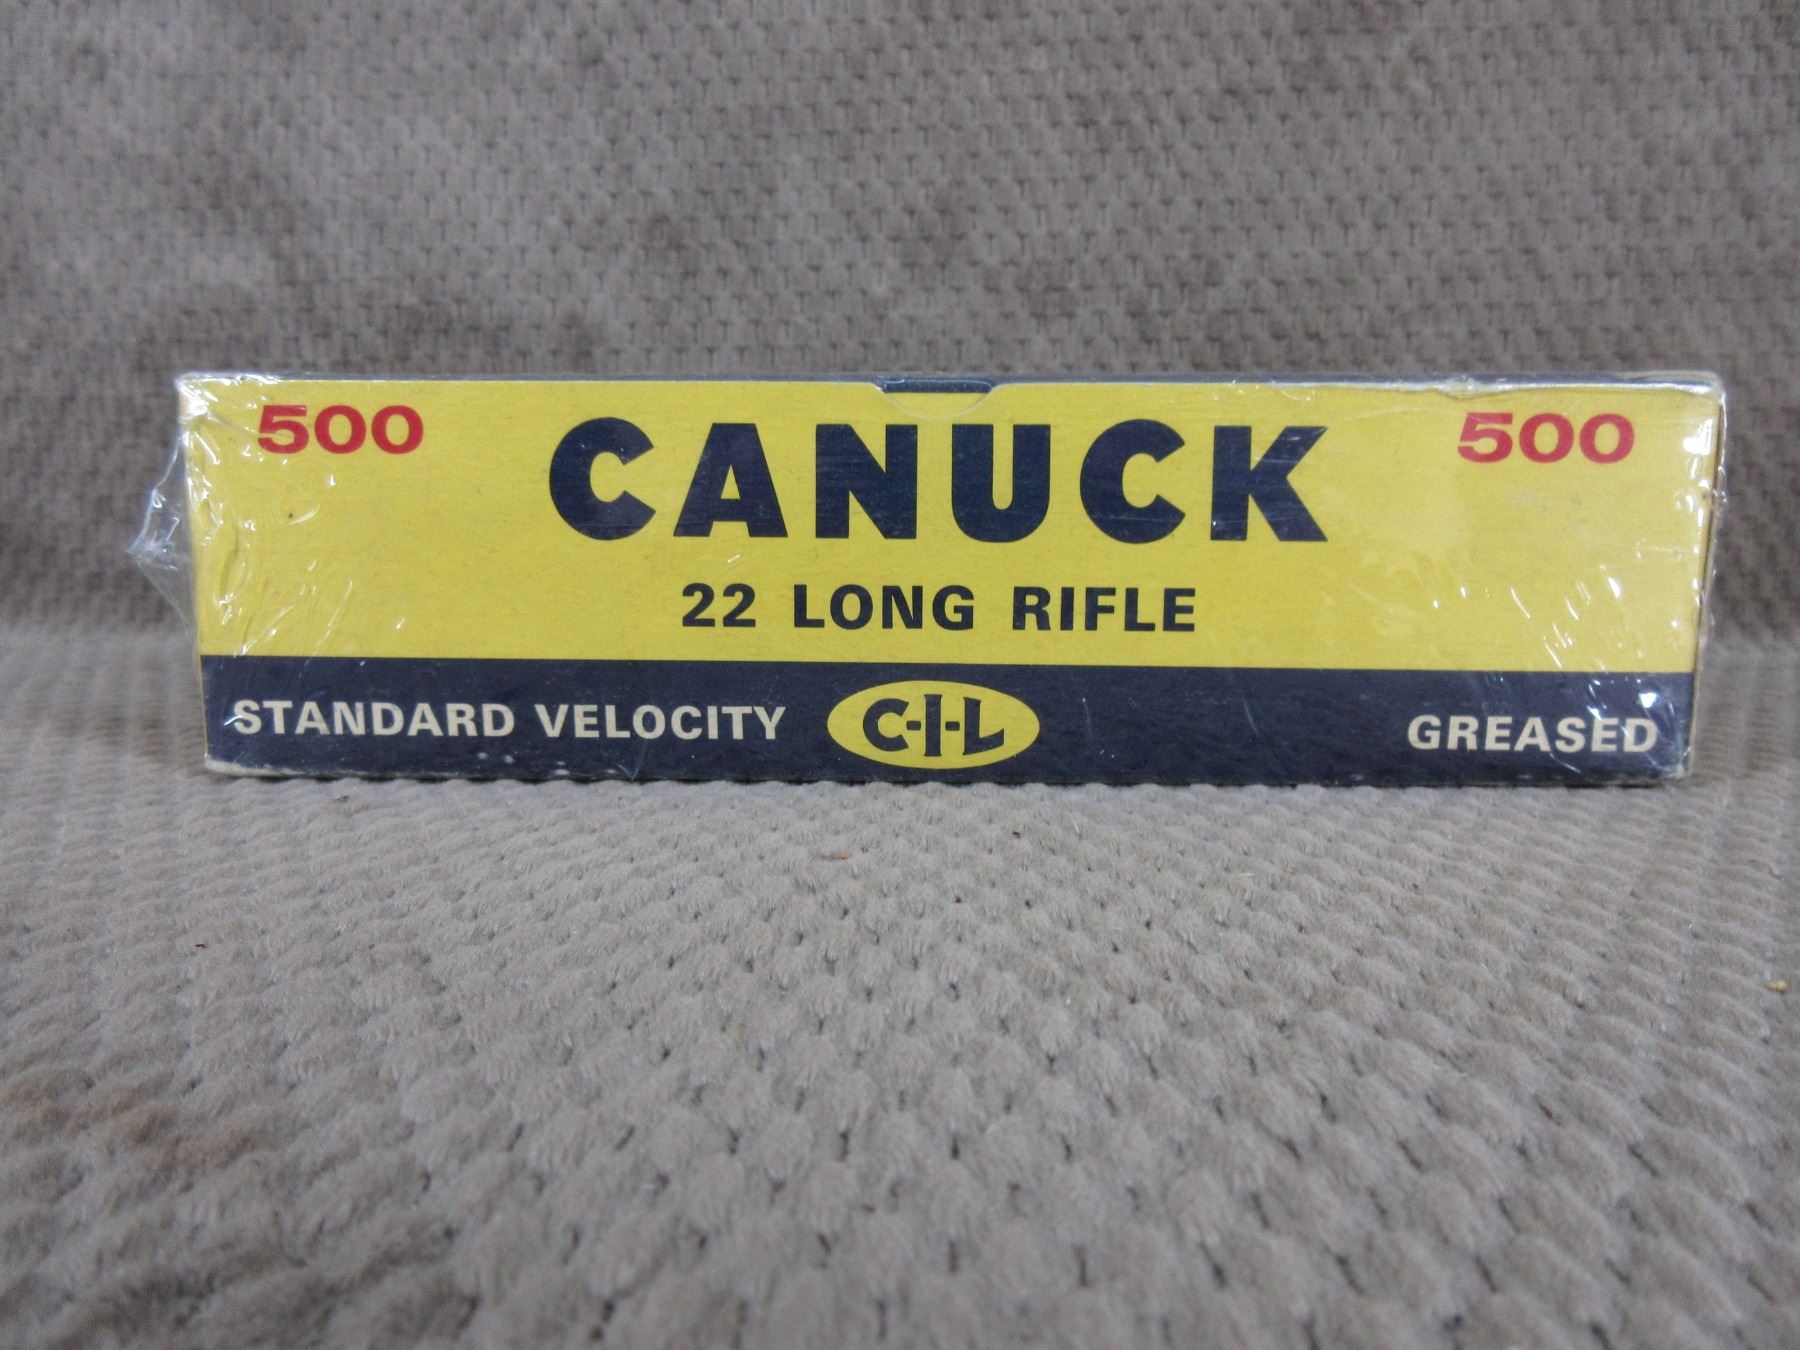 500 CANUCK 500
22 LONG RIFLE
STANDARD VELOCITY C-I-L GREASED